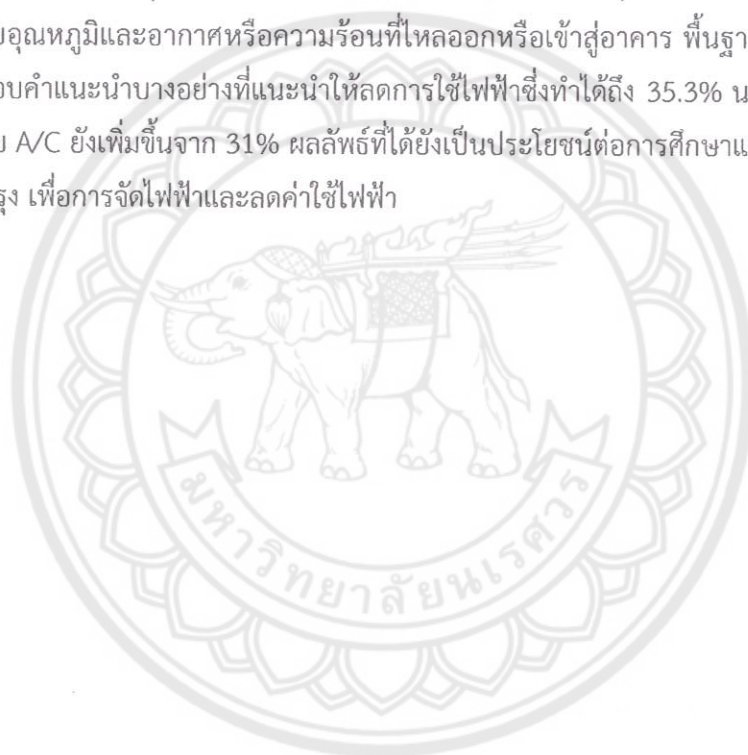 อุณหภูมิและอากาศหรือความร้อนที่ไหลออกหรือเข้าสู่อาคาร พื้นฐา
อบคำแนะนำบางอย่างที่แนะนำให้ลดการใช้ไฟฟ้าซึ่งทำได้ถึง 35.3% น
A/C ยังเพิ่มขึ้นจาก 31% ผลลัพธ์ที่ได้ยังเป็นประโยชน์ต่อการศึกษาแ
รุง เพื่อการจัดไฟฟ้าและลดค่าใช้ไฟฟ้า
มหาวิทยาลัยนเรศวร